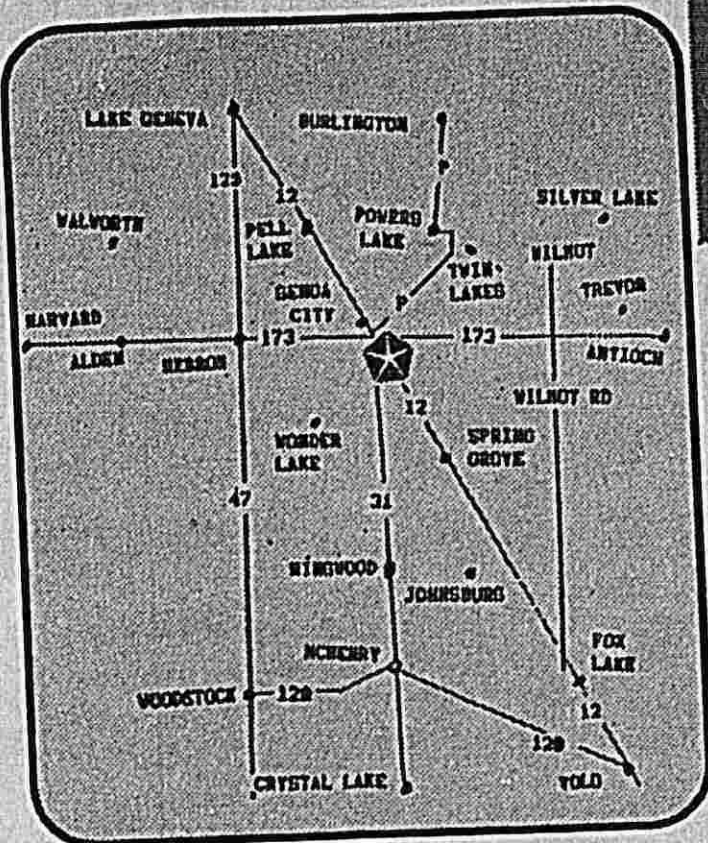 LAKE GENEVA
BURLINGTON
P
12
SILVER LAKE
WALWORTH
PELL
LAKE
POWERS
LAKE
TWIN
LAKES
WILMOT
TREVOR
GENOA
CITY
P
HARVARD
ALDEN
HEBRON
173
173
ANTIOCH
12
WILMOT RD
WONDER
LAKE
SPRING
GROVE
47
31
RINGWOOD
JOHNSBURG
MCHENRY
FOX
LAKE
WOODSTOCK
120
12
120
CRYSTAL LAKE
VOLO